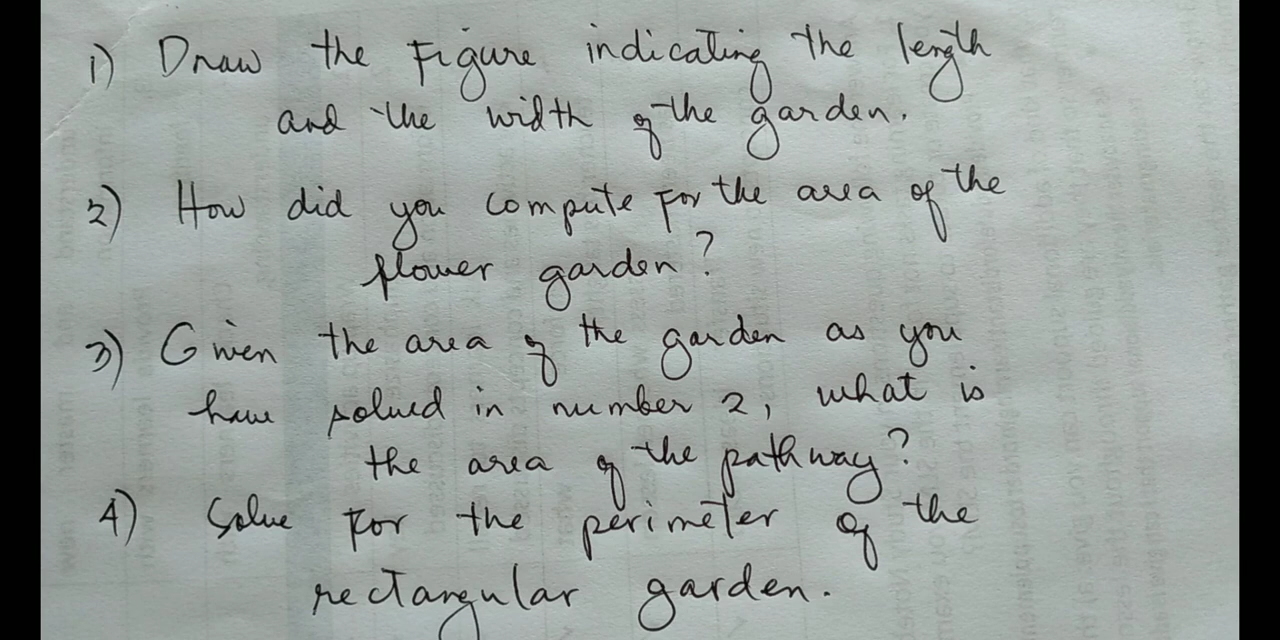 1) Draw the Figure indicating the length
and the width of the garden.
2) How did you compute for the area of the
flower garden?
3) Given the area of the garden as you
have solved in number 2, what is
the area of the pathway?
4) Solve for the perimeter of the
rectangular garden.